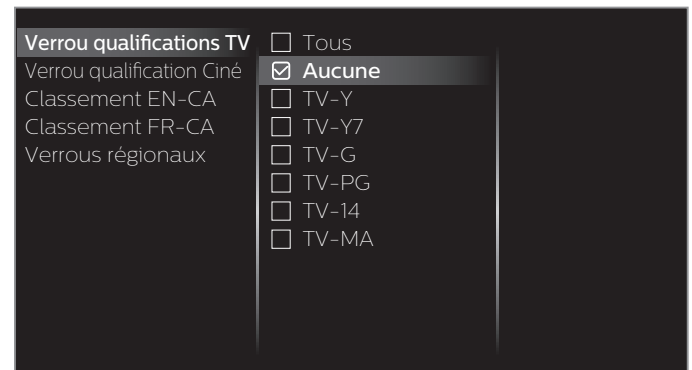 Verrou qualifications TV
Verrou qualification Ciné
Classement EN-CA
Classement FR-CA
Verrous régionaux
Tous
Aucune
TV-Y
TV-Y7
TV-G
TV-PG
TV-14
TV-MA